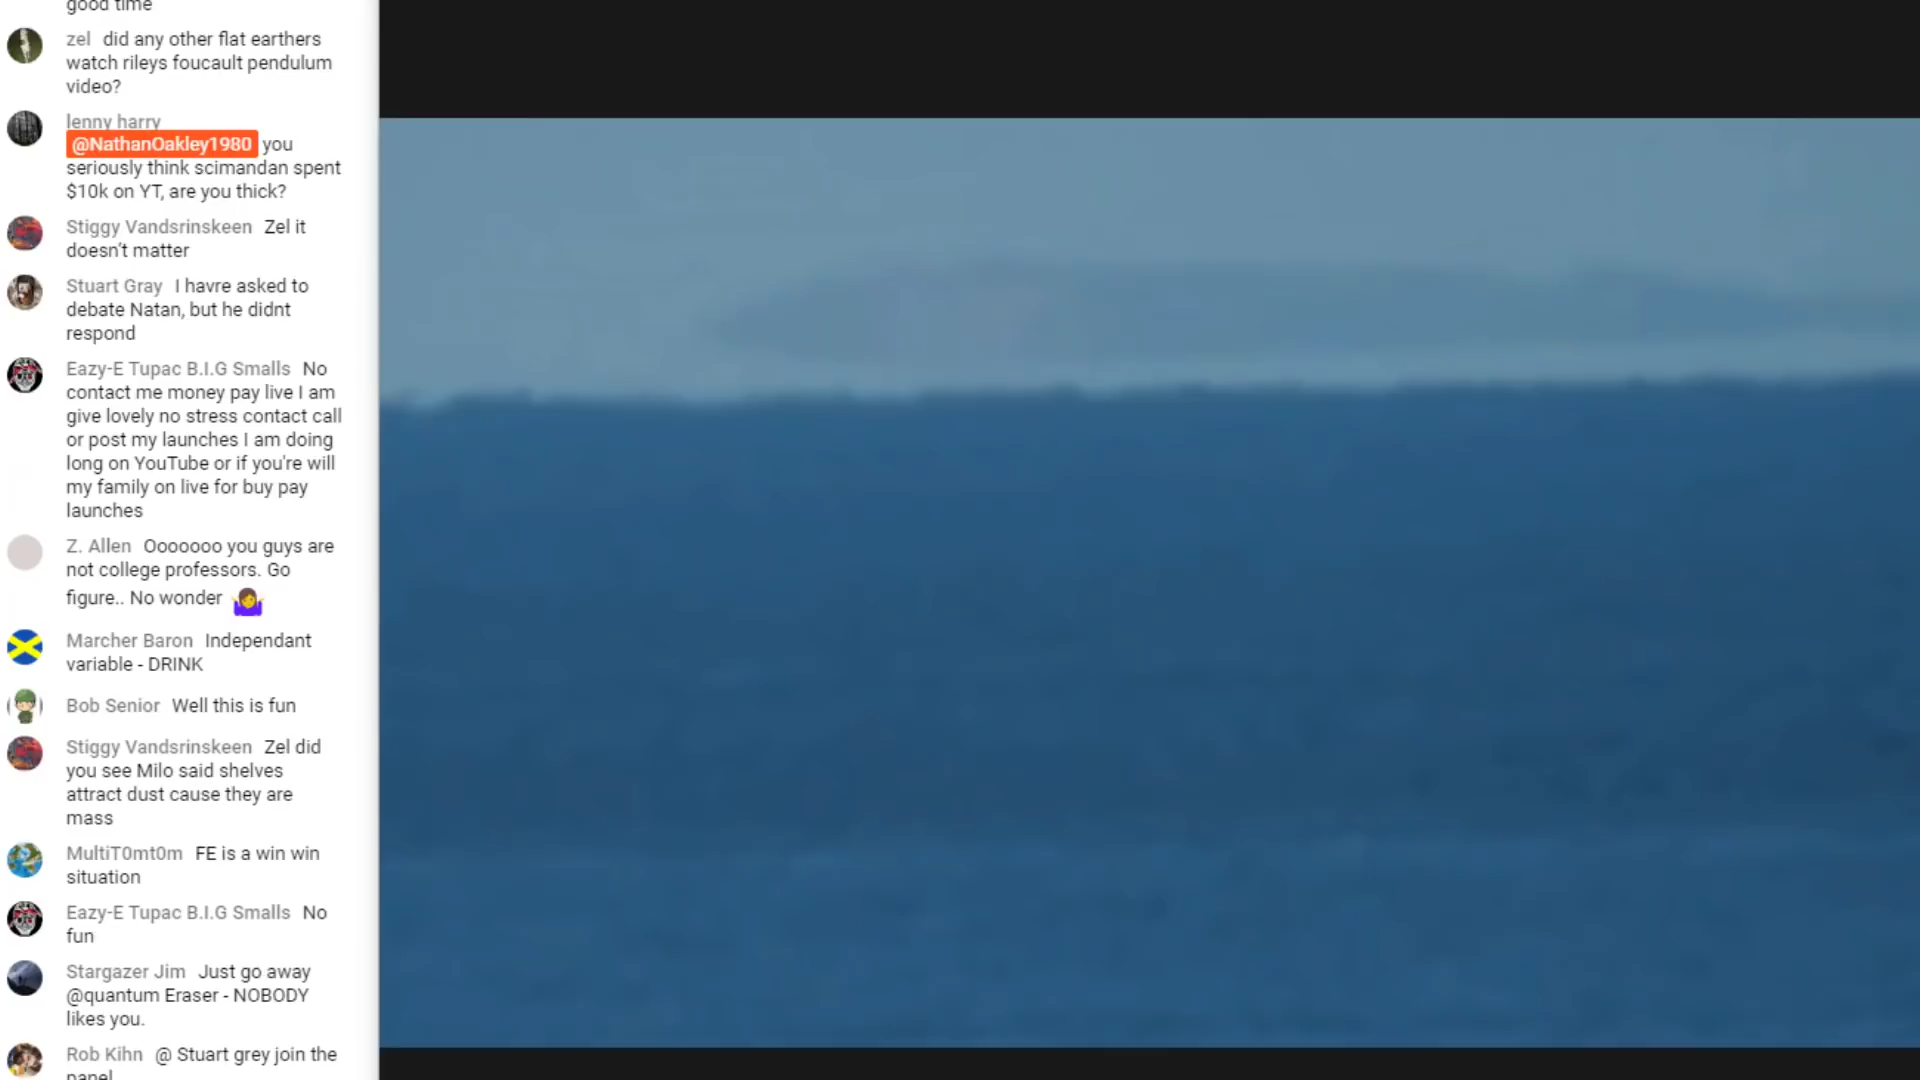 good time
zel did any other flat earthers
watch rileys foucault pendulum
video?
lenny harry
@NathanOakley1980 you
seriously think scimandan spent
$10k on YT, are you thick?
Stiggy Vandsrinskeen Zel it
doesn't matter
Stuart Gray I havre asked to
debate Natan, but he didnt
respond
Eazy-E Tupac B.I.G Smalls No
contact me money pay live I am
give lovely no stress contact call
or post my launches I am doing
long on YouTube or if you're will
my family on live for buy pay
launches
Z. Allen Ooooooo you guys are
not college professors. Go
figure.. No wonder
Marcher Baron Independant
variable - DRINK
Bob Senior Well this is fun
Stiggy Vandsrinskeen Zel did
you see Milo said shelves
attract dust cause they are
mass
MultiT0mt0m FE is a win win
situation
Eazy-E Tupac B.I.G Smalls No
fun
Stargazer Jim Just go away
@quantum Eraser - NOBODY
likes you.
Rob Kihn @ Stuart grey join the
panel